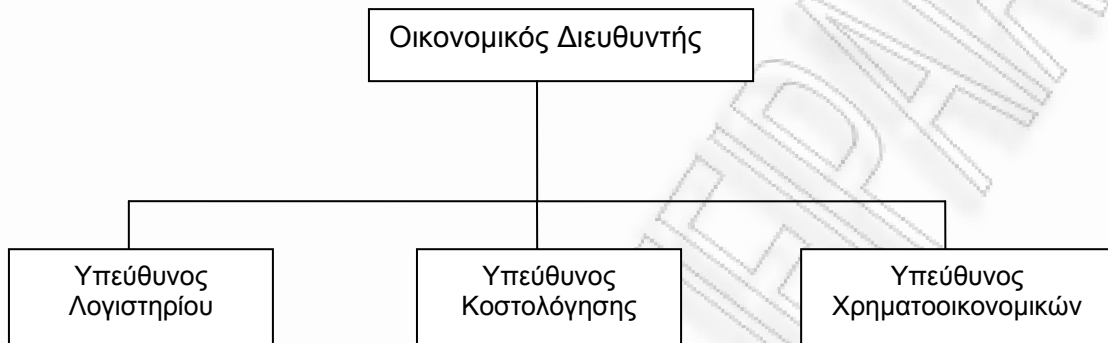 Οικονομικός Διευθυντής
Υπεύθυνος
Λογιστηρίου
Υπεύθυνος
Κοστολόγησης
Υπεύθυνος
Χρηματοοικονομικών